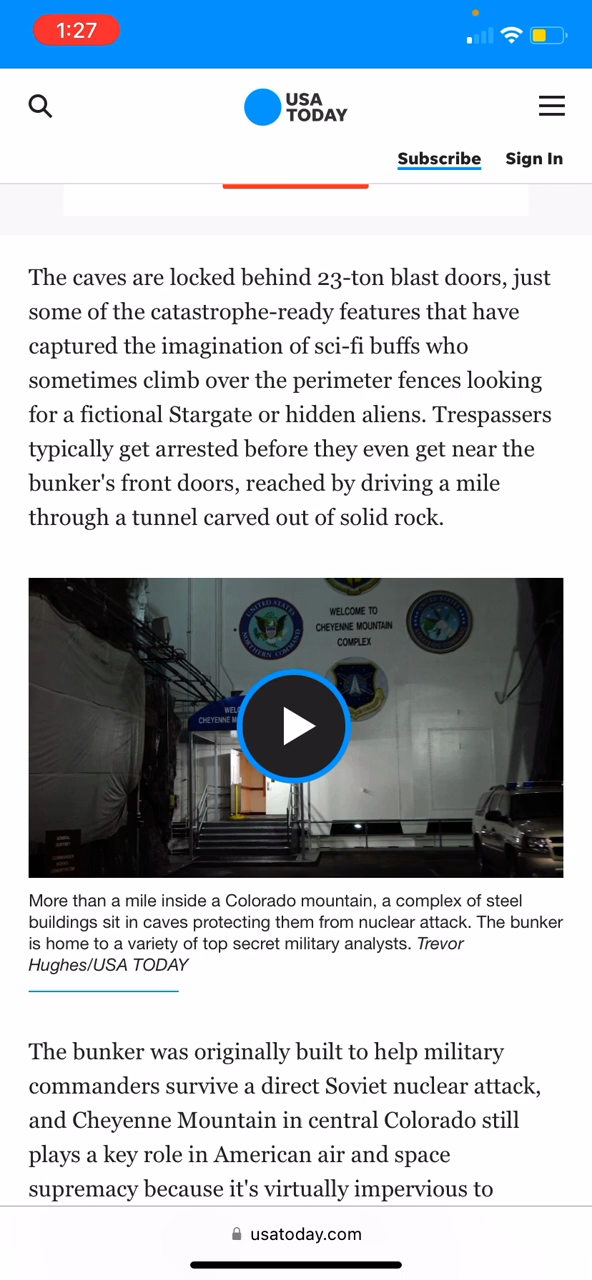 1:27
USA
TODAY
Subscribe
Sign In
The caves are locked behind 23-ton blast doors, just
some of the catastrophe-ready features that have
captured the imagination of sci-fi buffs who
sometimes climb over the perimeter fences looking
for a fictional Stargate or hidden aliens. Trespassers
typically get arrested before they even get near the
bunker's front doors, reached by driving a mile
through a tunnel carved out of solid rock.
UNITED STATES
NORTHERN COMMAND
WELCOME TO
CHEYENNE MOUNTAIN
COMPLEX
WELC
CHEYENNE M
More than a mile inside a Colorado mountain, a complex of steel
buildings sit in caves protecting them from nuclear attack. The bunker
is home to a variety of top secret military analysts. Trevor
Hughes/USA TODAY
The bunker was originally built to help military
commanders survive a direct Soviet nuclear attack,
and Cheyenne Mountain in central Colorado still
plays a key role in American air and space
supremacy because it's virtually impervious to
usatoday.com